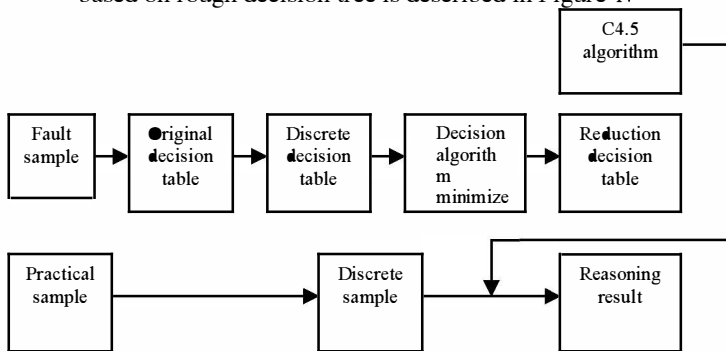 based on rough decision tree is described in Figure 1.
C4.5
algorithm
Fault
sample
Original
decision
table
Discrete
decision
table
Decision
algorith
m
minimize
Reduction
decision
table
Practical
sample
Discrete
sample
Reasoning
result